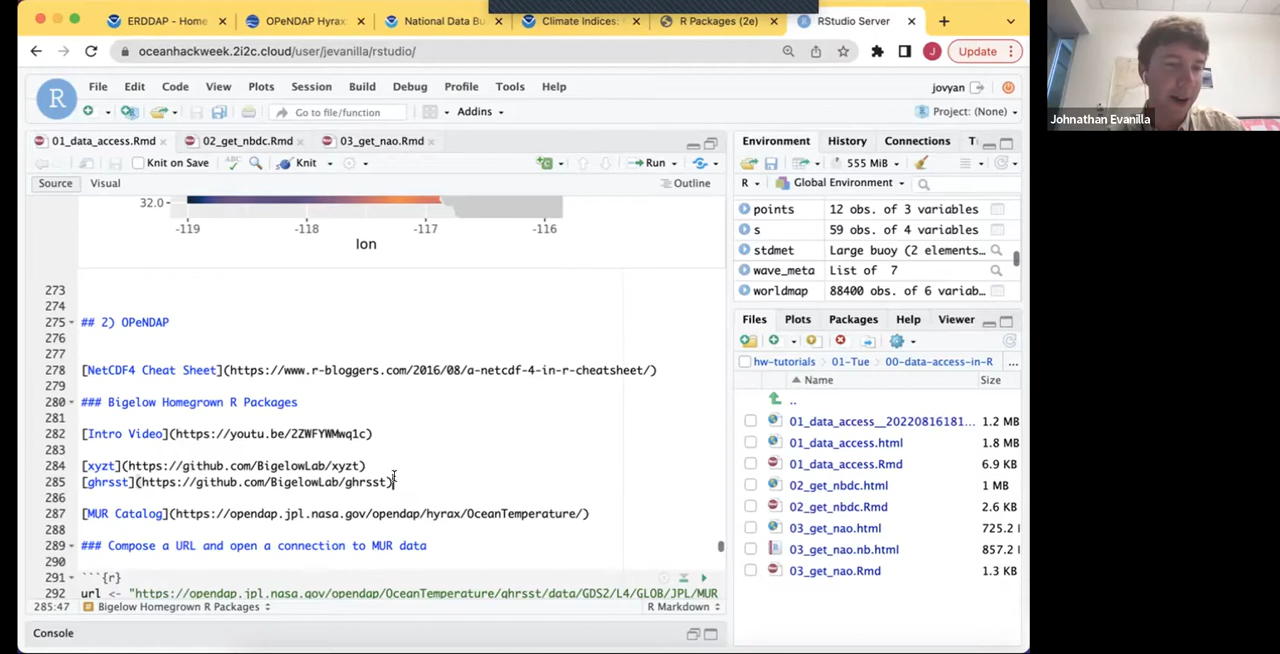 ERDDAP - Home
OPeNDAP Hyrax:
National Data Bu
Climate Indices:
R Packages (2e)
RStudio Server
oceanhackweek.2i2c.cloud/user/jevanilla/rstudio/
J
Update
R
File Edit Code View Plots Session Build Debug Profile Tools Help
jovyan
Go to file/function
Addins
Project: (None)
01_data_access.Rmd
02_get_nbdc.Rmd
03_get_nao.Rmd
Knit on Save
ABC
Knit
Run
Source Visual
Outline
32.0
-119 -118 -117 -116
lon
273
274
275 ## 2) OPeNDAP
276
277
278 [NetCDF4 Cheat Sheet](https://www.r-bloggers.com/2016/08/a-netcdf-4-in-r-cheatsheet/)
279
280 ### Bigelow Homegrown R Packages
281
282 [Intro Video](https://youtu.be/2ZWFYWMwq1c)
283
284 [xyzt](https://github.com/BigelowLab/xyzt)
285 [ghrsst](https://github.com/BigelowLab/ghrsst)
286
287 [MUR Catalog](https://opendap.jpl.nasa.gov/opendap/hyrax/OceanTemperature/)
288
289 ### Compose a URL and open a connection to MUR data
290
291 ```{r}
292 url <- "https://opendap.jpl.nasa.gov/opendap/OceanTemperature/ghrsst/data/GDS2/L4/GLOB/JPL/MUR
285:47 Bigelow Homegrown R Packages
R Markdown
Console
Environment History Connections T
555 MiB
R Global Environment
points 12 obs. of 3 variables
s 59 obs. of 4 variables
stdmet Large buoy (2 elements…
wave_meta List of 7
worldmap 88400 obs. of 6 variab…
Files Plots Packages Help Viewer
hw-tutorials 01-Tue 00-data-access-in-R ...
Name Size
..
01_data_access__20220816181... 1.2 MB
01_data_access.html 1.8 MB
01_data_access.Rmd 6.9 KB
02_get_nbdc.html 1 MB
02_get_nbdc.Rmd 2.6 KB
03_get_nao.html 725.2
03_get_nao.nb.html 857.2
03_get_nao.Rmd 1.3 KB
Johnathan Evanilla